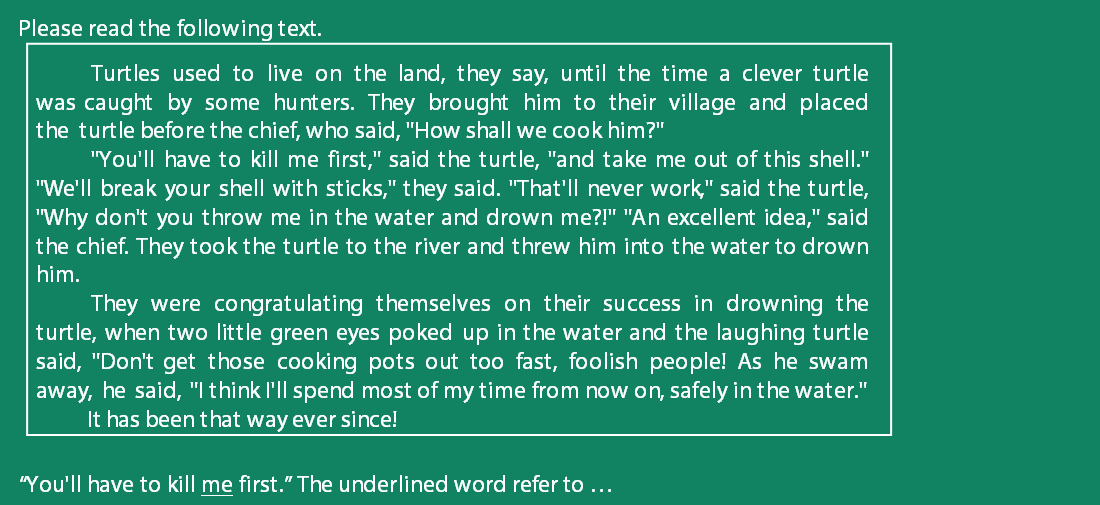 Please read the following text.
Turtles used to live on the land, they say, until the time a clever turtle
was caught by some hunters. They brought him to their village and placed
the turtle before the chief, who said, "How shall we cook him?"
"You'll have to kill me first," said the turtle, "and take me out of this shell."
"We'll break your shell with sticks," they said. "That'll never work," said the turtle,
"Why don't you throw me in the water and drown me?!" "An excellent idea," said
the chief. They took the turtle to the river and threw him into the water to drown
him.
They were congratulating themselves on their success in drowning the
turtle, when two little green eyes poked up in the water and the laughing turtle
said, "Don't get those cooking pots out too fast, foolish people! As he swam
away, he said, "I think I'll spend most of my time from now on, safely in the water."
It has been that way ever since!
“You'll have to kill me first.” The underlined word refer to …